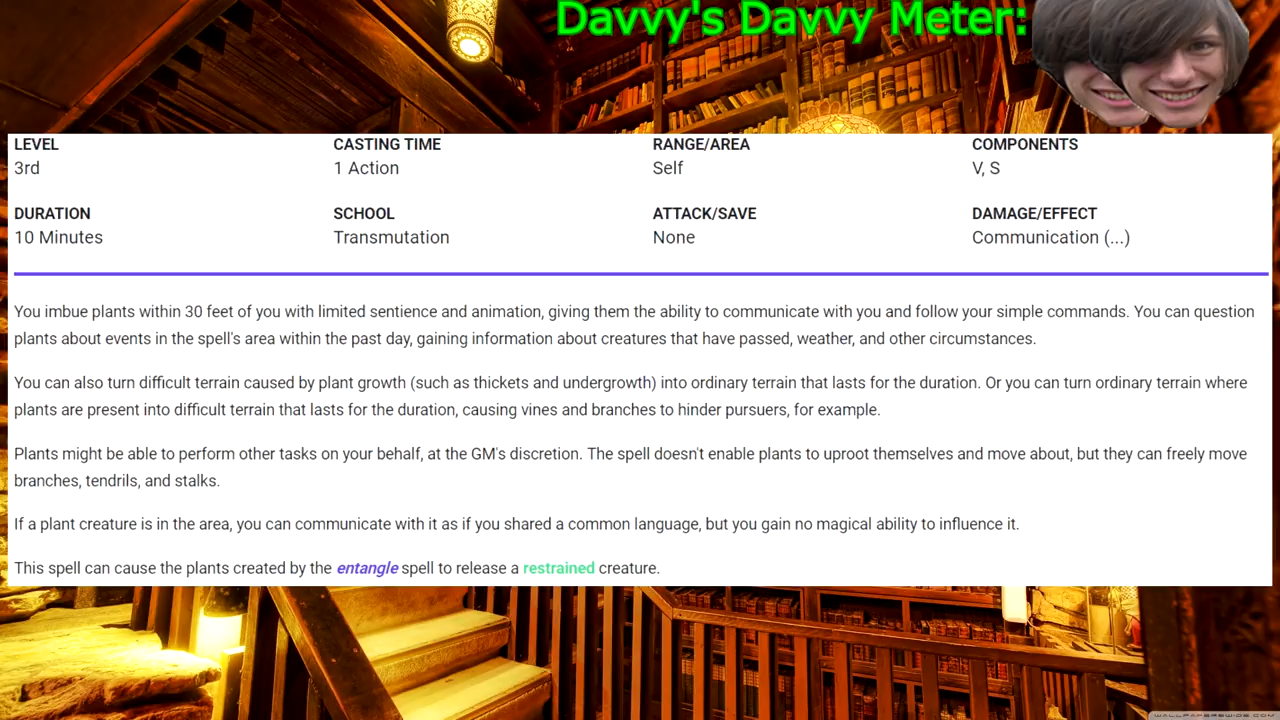 Davvy's Davvy Meter:
LEVEL CASTING TIME RANGE/AREA COMPONENTS
3rd 1 Action Self V, S
DURATION SCHOOL ATTACK/SAVE DAMAGE/EFFECT
10 Minutes Transmutation None Communication (...)
You imbue plants within 30 feet of you with limited sentience and animation, giving them the ability to communicate with you and follow your simple commands. You can question
plants about events in the spell's area within the past day, gaining information about creatures that have passed, weather, and other circumstances.
You can also turn difficult terrain caused by plant growth (such as thickets and undergrowth) into ordinary terrain that lasts for the duration. Or you can turn ordinary terrain where
plants are present into difficult terrain that lasts for the duration, causing vines and branches to hinder pursuers, for example.
Plants might be able to perform other tasks on your behalf, at the GM's discretion. The spell doesn't enable plants to uproot themselves and move about, but they can freely move
branches, tendrils, and stalks.
If a plant creature is in the area, you can communicate with it as if you shared a common language, but you gain no magical ability to influence it.
This spell can cause the plants created by the entangle spell to release a restrained creature.